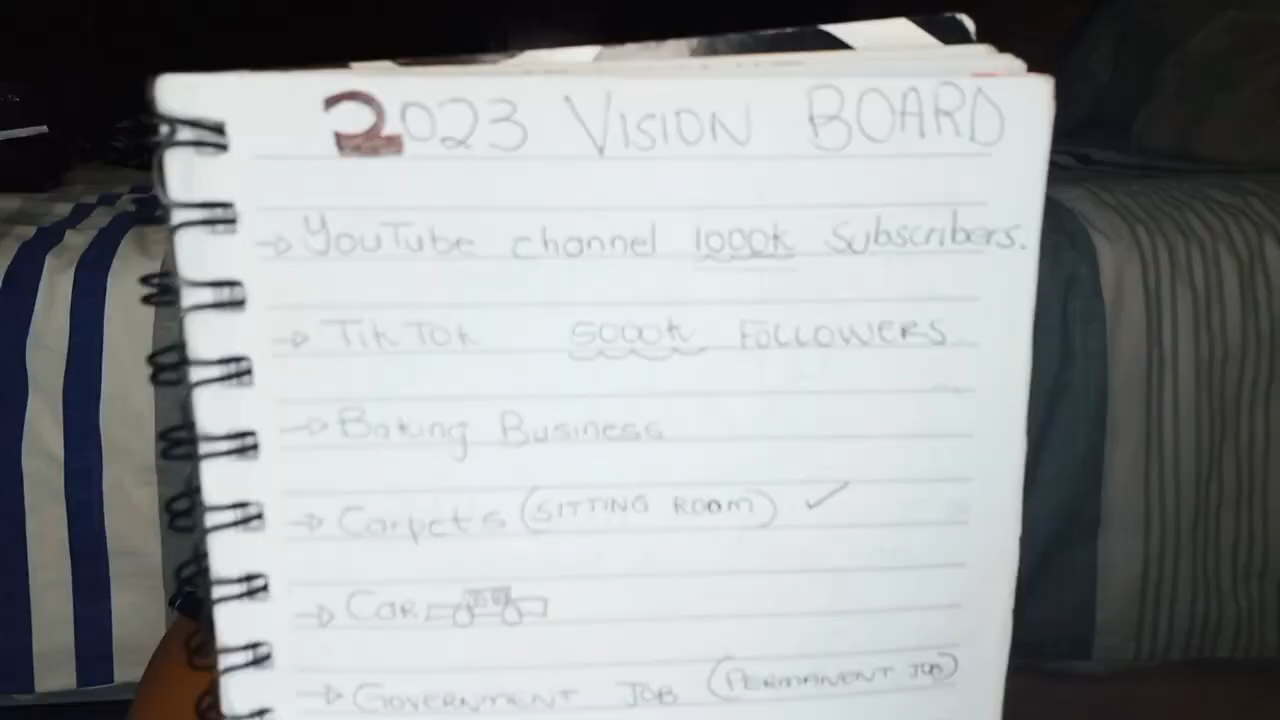 2023 VISION BOARD
→ YouTube channel 1000k Subscribers.
→ TikTok 5000k FOLLOWERS
→ Baking Business
→ Carpets (SITTING ROOM) ✓
→ CAR
→ GOVERNMENT JOB (PERMANENT JOB)